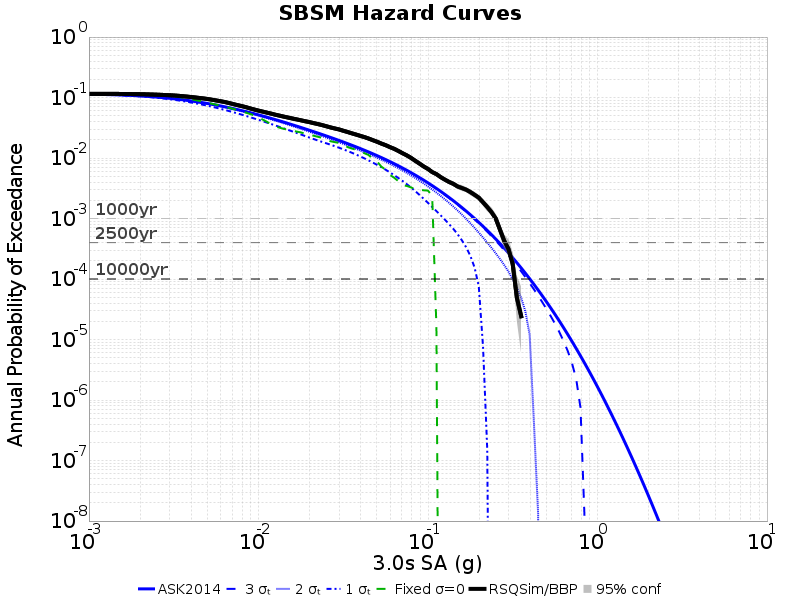 SBSM Hazard Curves
Annual Probability of Exceedance
10^0
10^-1
10^-2
10^-3
10^-4
10^-5
10^-6
10^-7
10^-8
1000yr
2500yr
10000yr
10^-3 10^-2 10^-1 10^0 10^1
3.0s SA (g)
ASK2014 3 σₜ 2 σₜ 1 σₜ Fixed σ=0 RSQSim/BBP 95% conf